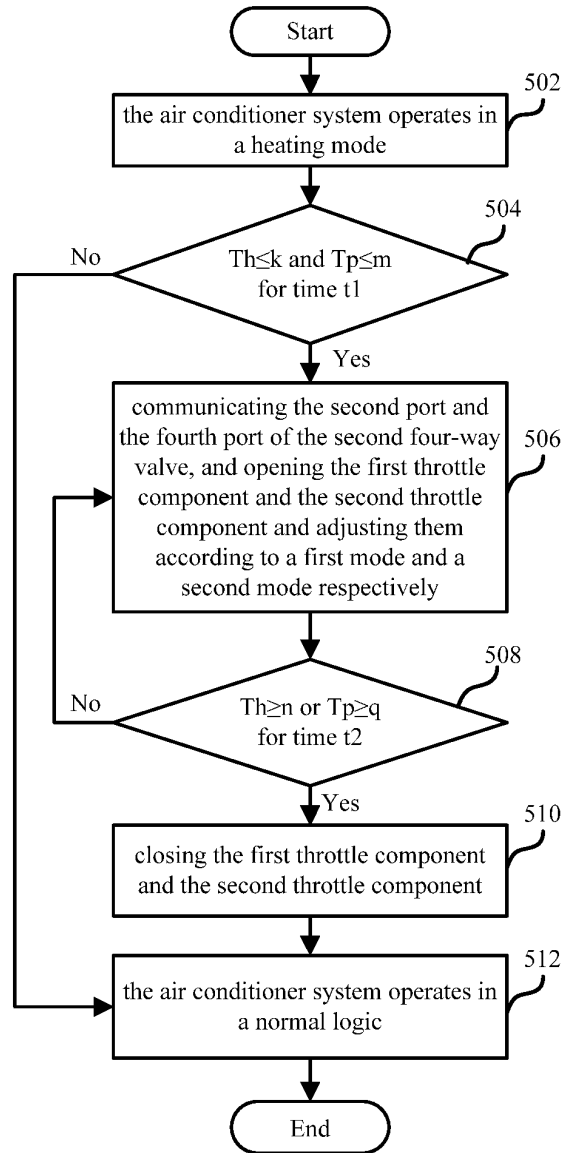 Start
502
the air conditioner system operates in
a heating mode
504
No
Th≤k and Tp≤m
for time t1
Yes
communicating the second port and
the fourth port of the second four-way
valve, and opening the first throttle
component and the second throttle
component and adjusting them
according to a first mode and a
second mode respectively
506
508
No
Th≥n or Tp≥q
for time t2
Yes
510
closing the first throttle component
and the second throttle component
512
the air conditioner system operates in
a normal logic
End